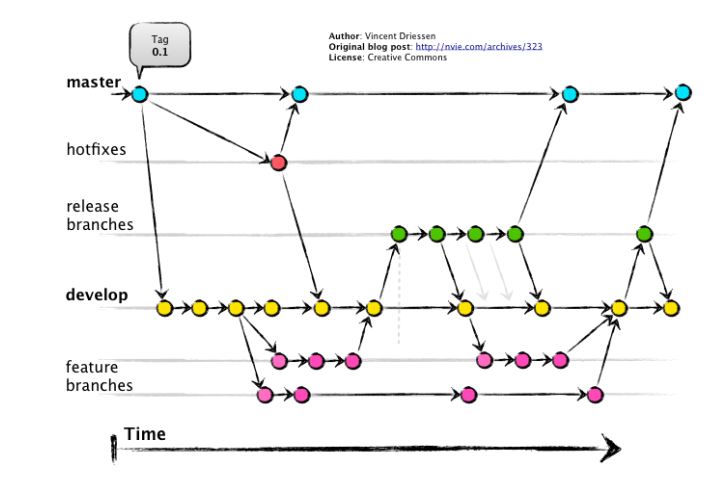 Tag
0.1
Author: Vincent Driessen
Original blog post: http://nvie.com/archives/323
License: Creative Commons
master
hotfixes
release
branches
develop
feature
branches
Time